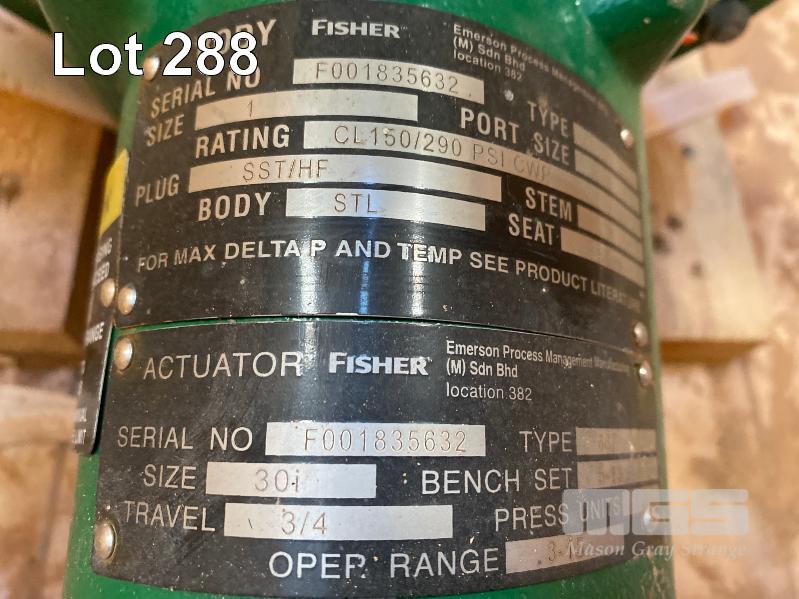 Lot 288
FISHER
Emerson Process Management
(M) Sdn Bhd
location 382
SERIAL NO F001835632 TYPE
SIZE 1 PORT SIZE
RATING CL150/290 PSI CWP
PLUG SST/HF STEM
BODY STL SEAT
FOR MAX DELTA P AND TEMP SEE PRODUCT
ACTUATOR FISHER
Emerson Process Management Manufacturing
(M) Sdn Bhd
location 382
SERIAL NO F001835632 TYPE
SIZE 30i BENCH SET
TRAVEL 3/4 PRESS UNITS
OPER RANGE
MGS
Mason Gray Strange